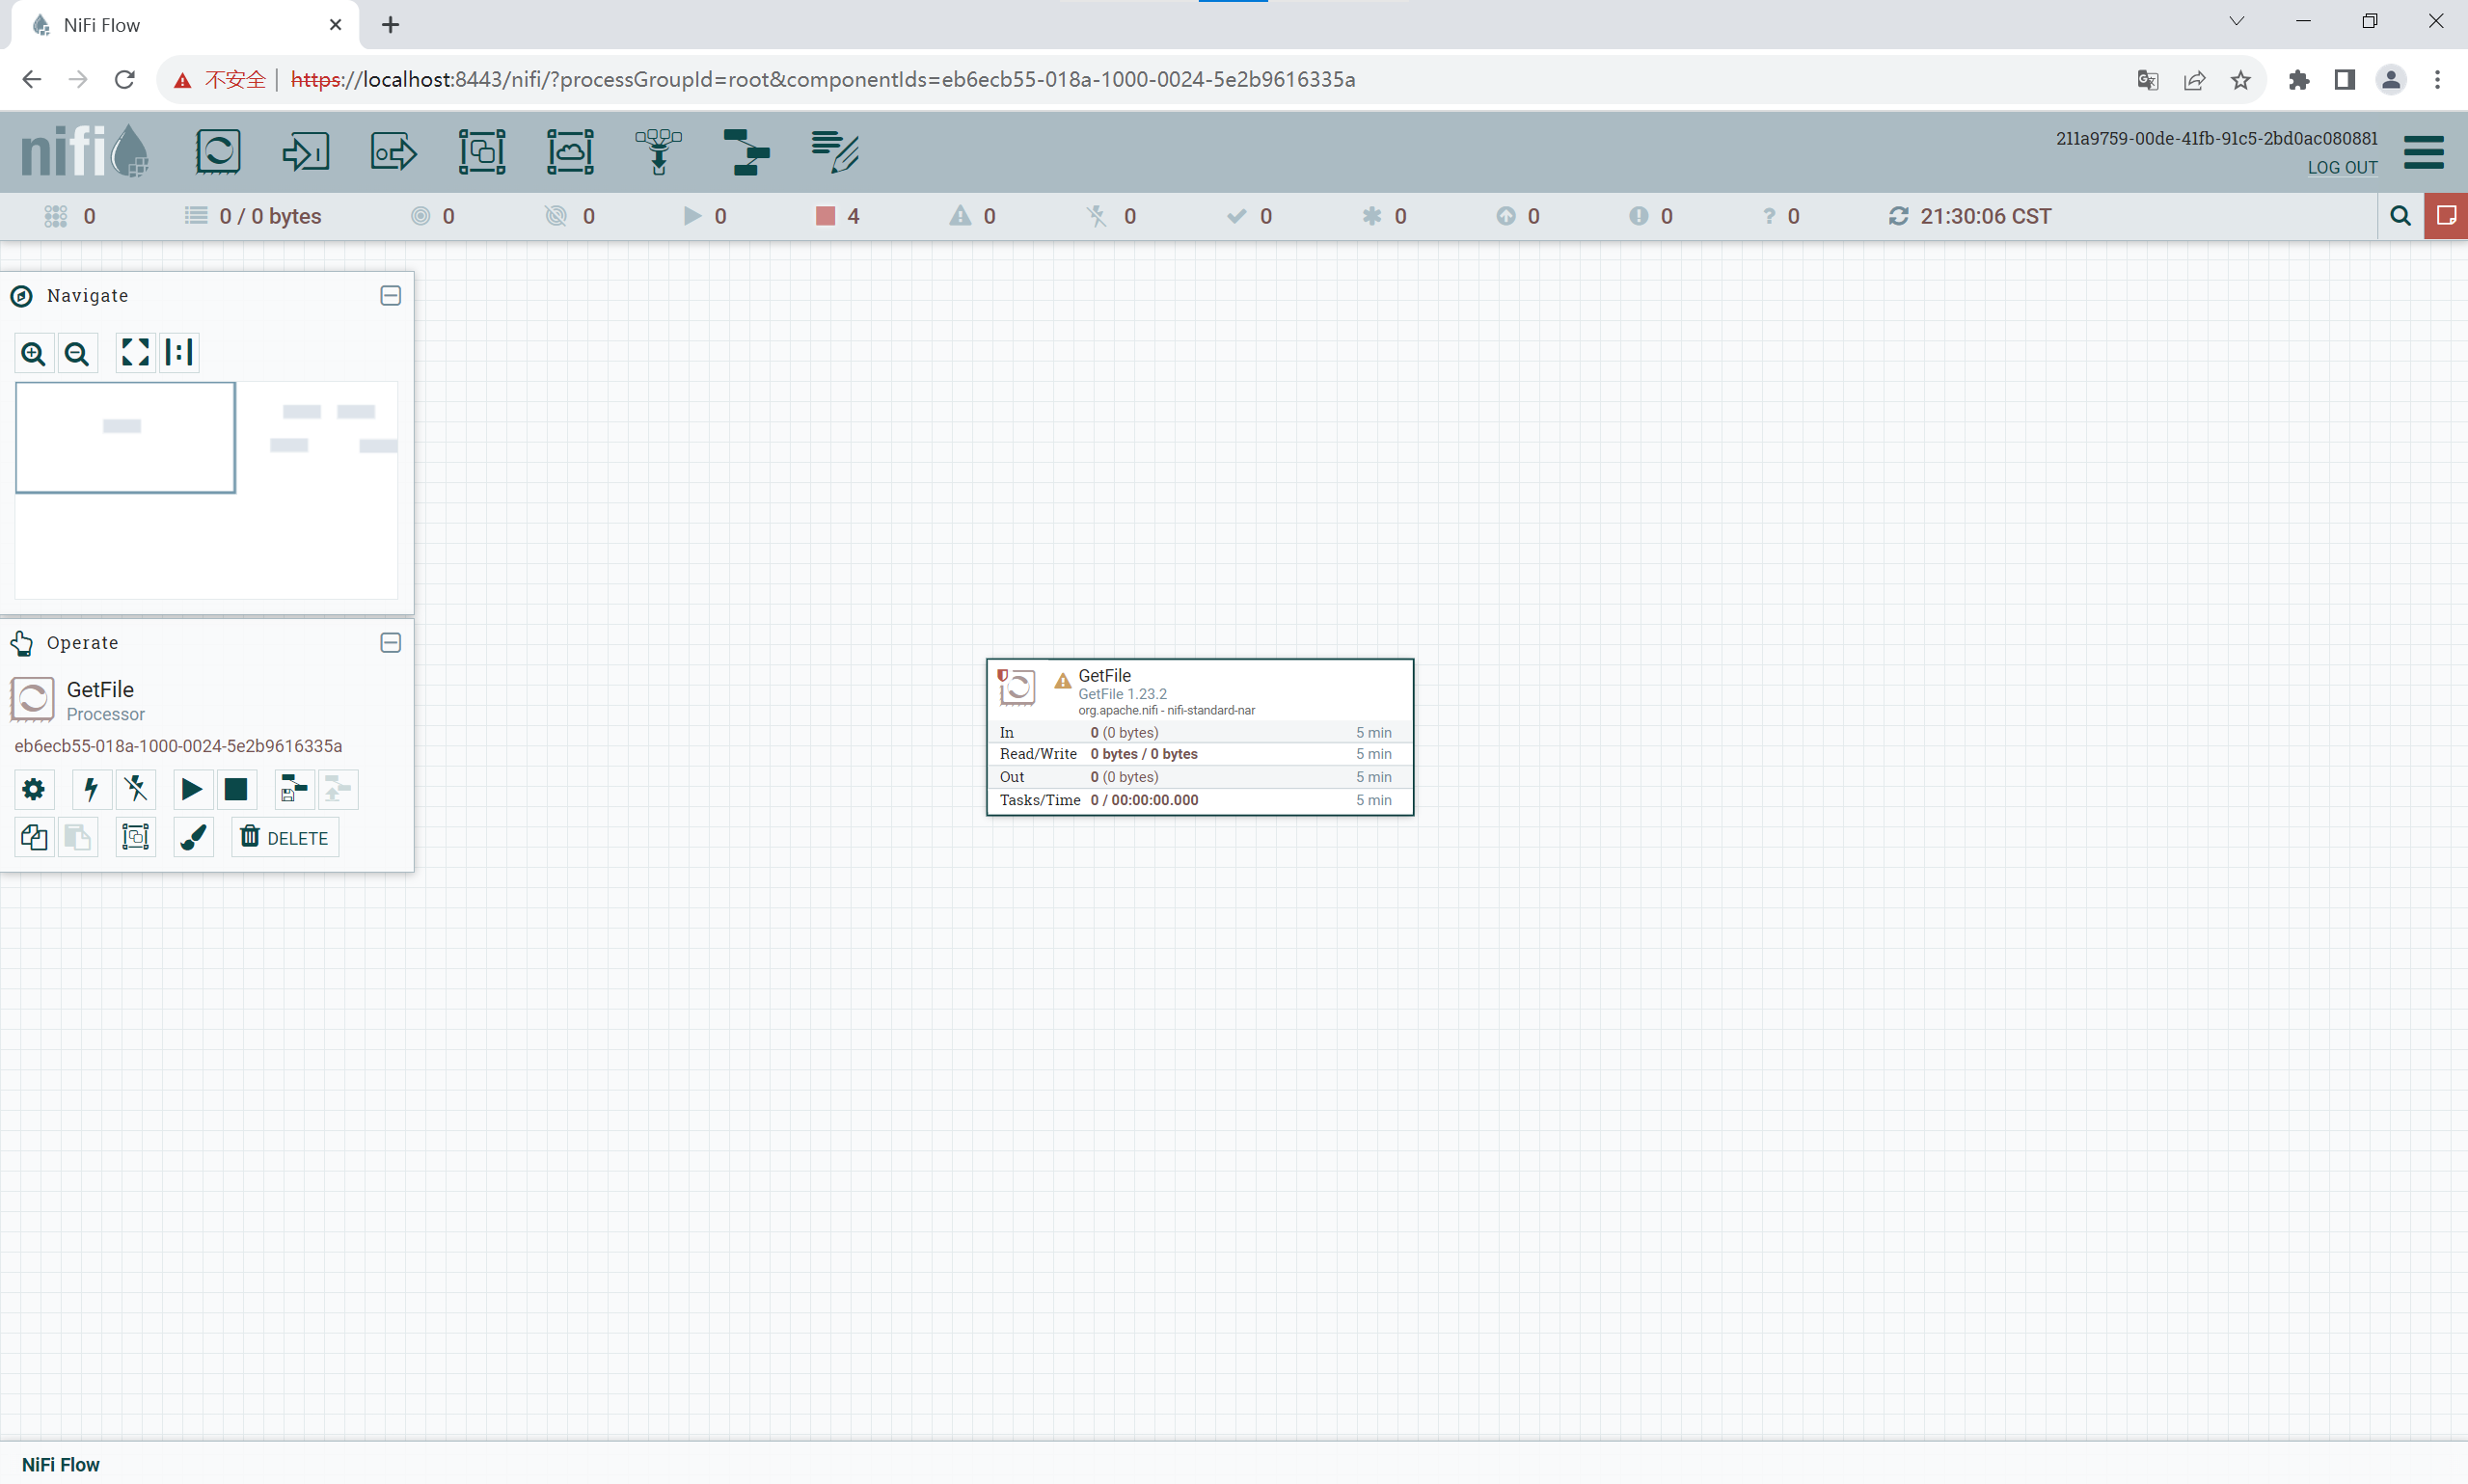 NiFi Flow
不安全 https://localhost:8443/nifi/?processGroupId=root&componentIds=eb6ecb55-018a-1000-0024-5e2b9616335a
nifi
211a9759-00de-41fb-91c5-2bd0ac080881
LOG OUT
0 0 / 0 bytes 0 0 0 4 0 0 0 0 0 0 ? 0 21:30:06 CST
Navigate
Operate
GetFile
Processor
eb6ecb55-018a-1000-0024-5e2b9616335a
DELETE
GetFile
GetFile 1.23.2
org.apache.nifi - nifi-standard-nar
In 0 (0 bytes) 5 min
Read/Write 0 bytes / 0 bytes 5 min
Out 0 (0 bytes) 5 min
Tasks/Time 0 / 00:00:00.000 5 min
NiFi Flow